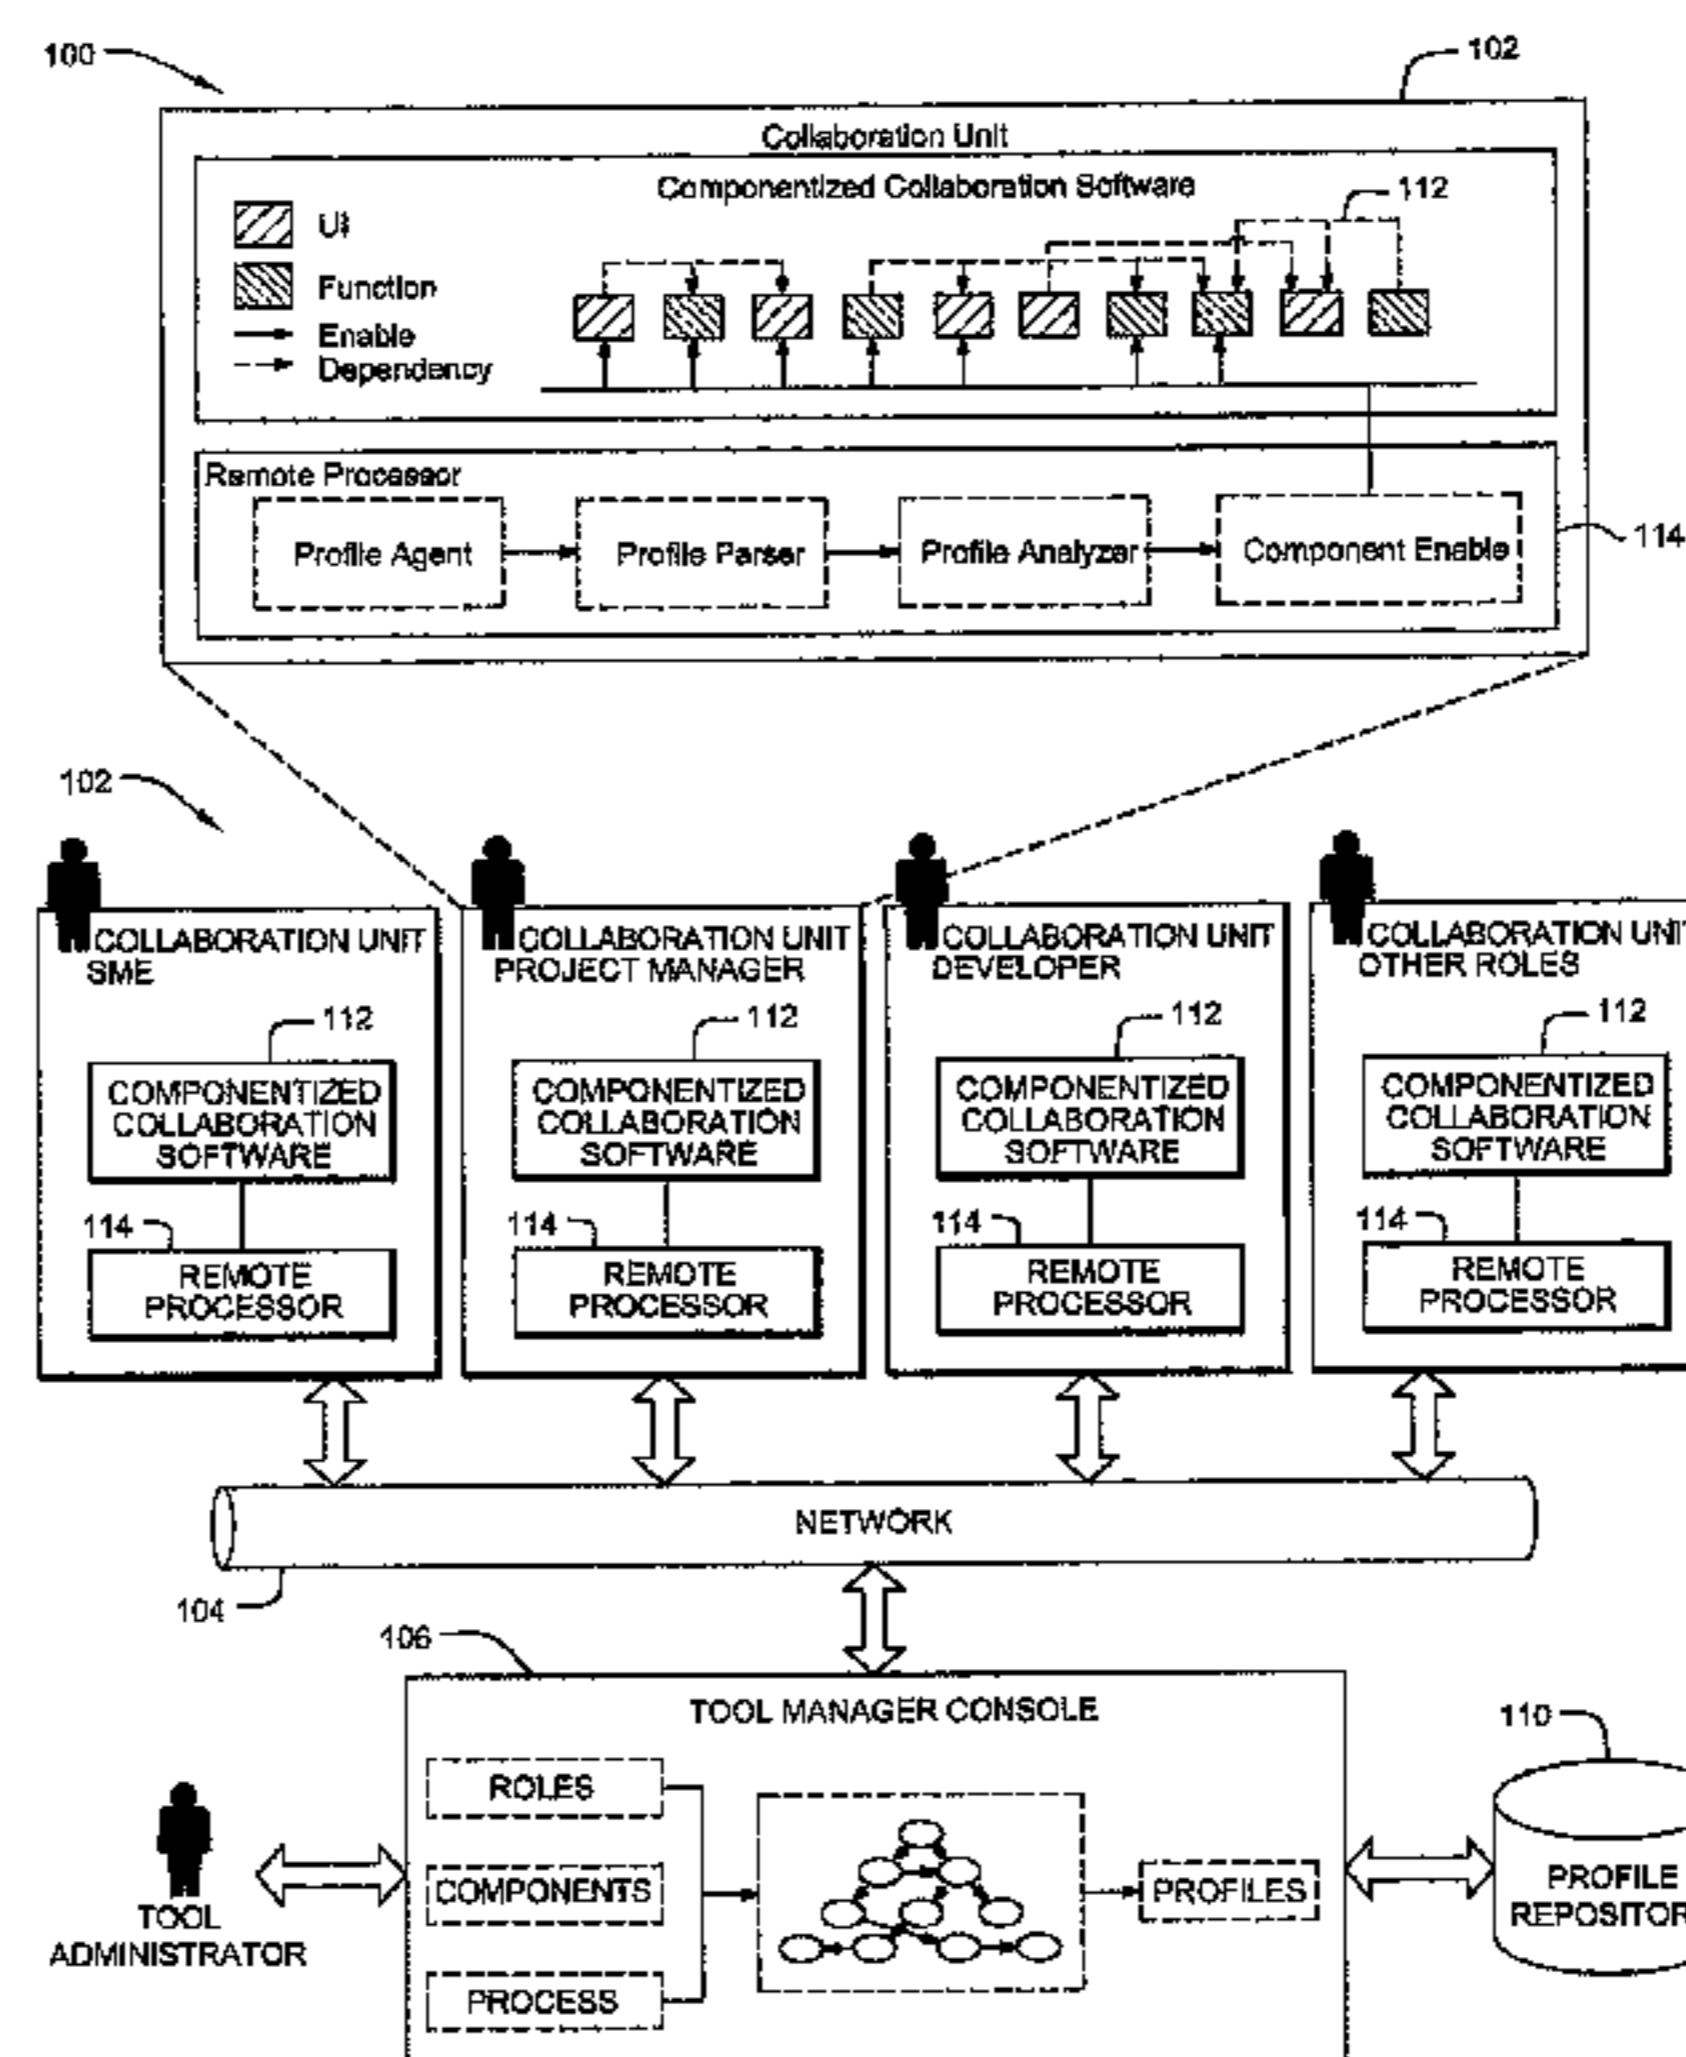 100
102
Collaboration Unit
Componentized Collaboration Software
112
UI
Function
Enable
Dependency
Remote Processor
Profile Agent
Profile Parser
Profile Analyzer
Component Enable
114
102
COLLABORATION UNIT
SME
COLLABORATION UNIT
PROJECT MANAGER
COLLABORATION UNIT
DEVELOPER
COLLABORATION UNIT
OTHER ROLES
112
112
112
112
COMPONENTIZED
COLLABORATION
SOFTWARE
COMPONENTIZED
COLLABORATION
SOFTWARE
COMPONENTIZED
COLLABORATION
SOFTWARE
COMPONENTIZED
COLLABORATION
SOFTWARE
114
114
114
114
REMOTE
PROCESSOR
REMOTE
PROCESSOR
REMOTE
PROCESSOR
REMOTE
PROCESSOR
NETWORK
104
106
TOOL MANAGER CONSOLE
110
ROLES
COMPONENTS
PROCESS
PROFILES
TOOL
ADMINISTRATOR
PROFILE
REPOSITOR